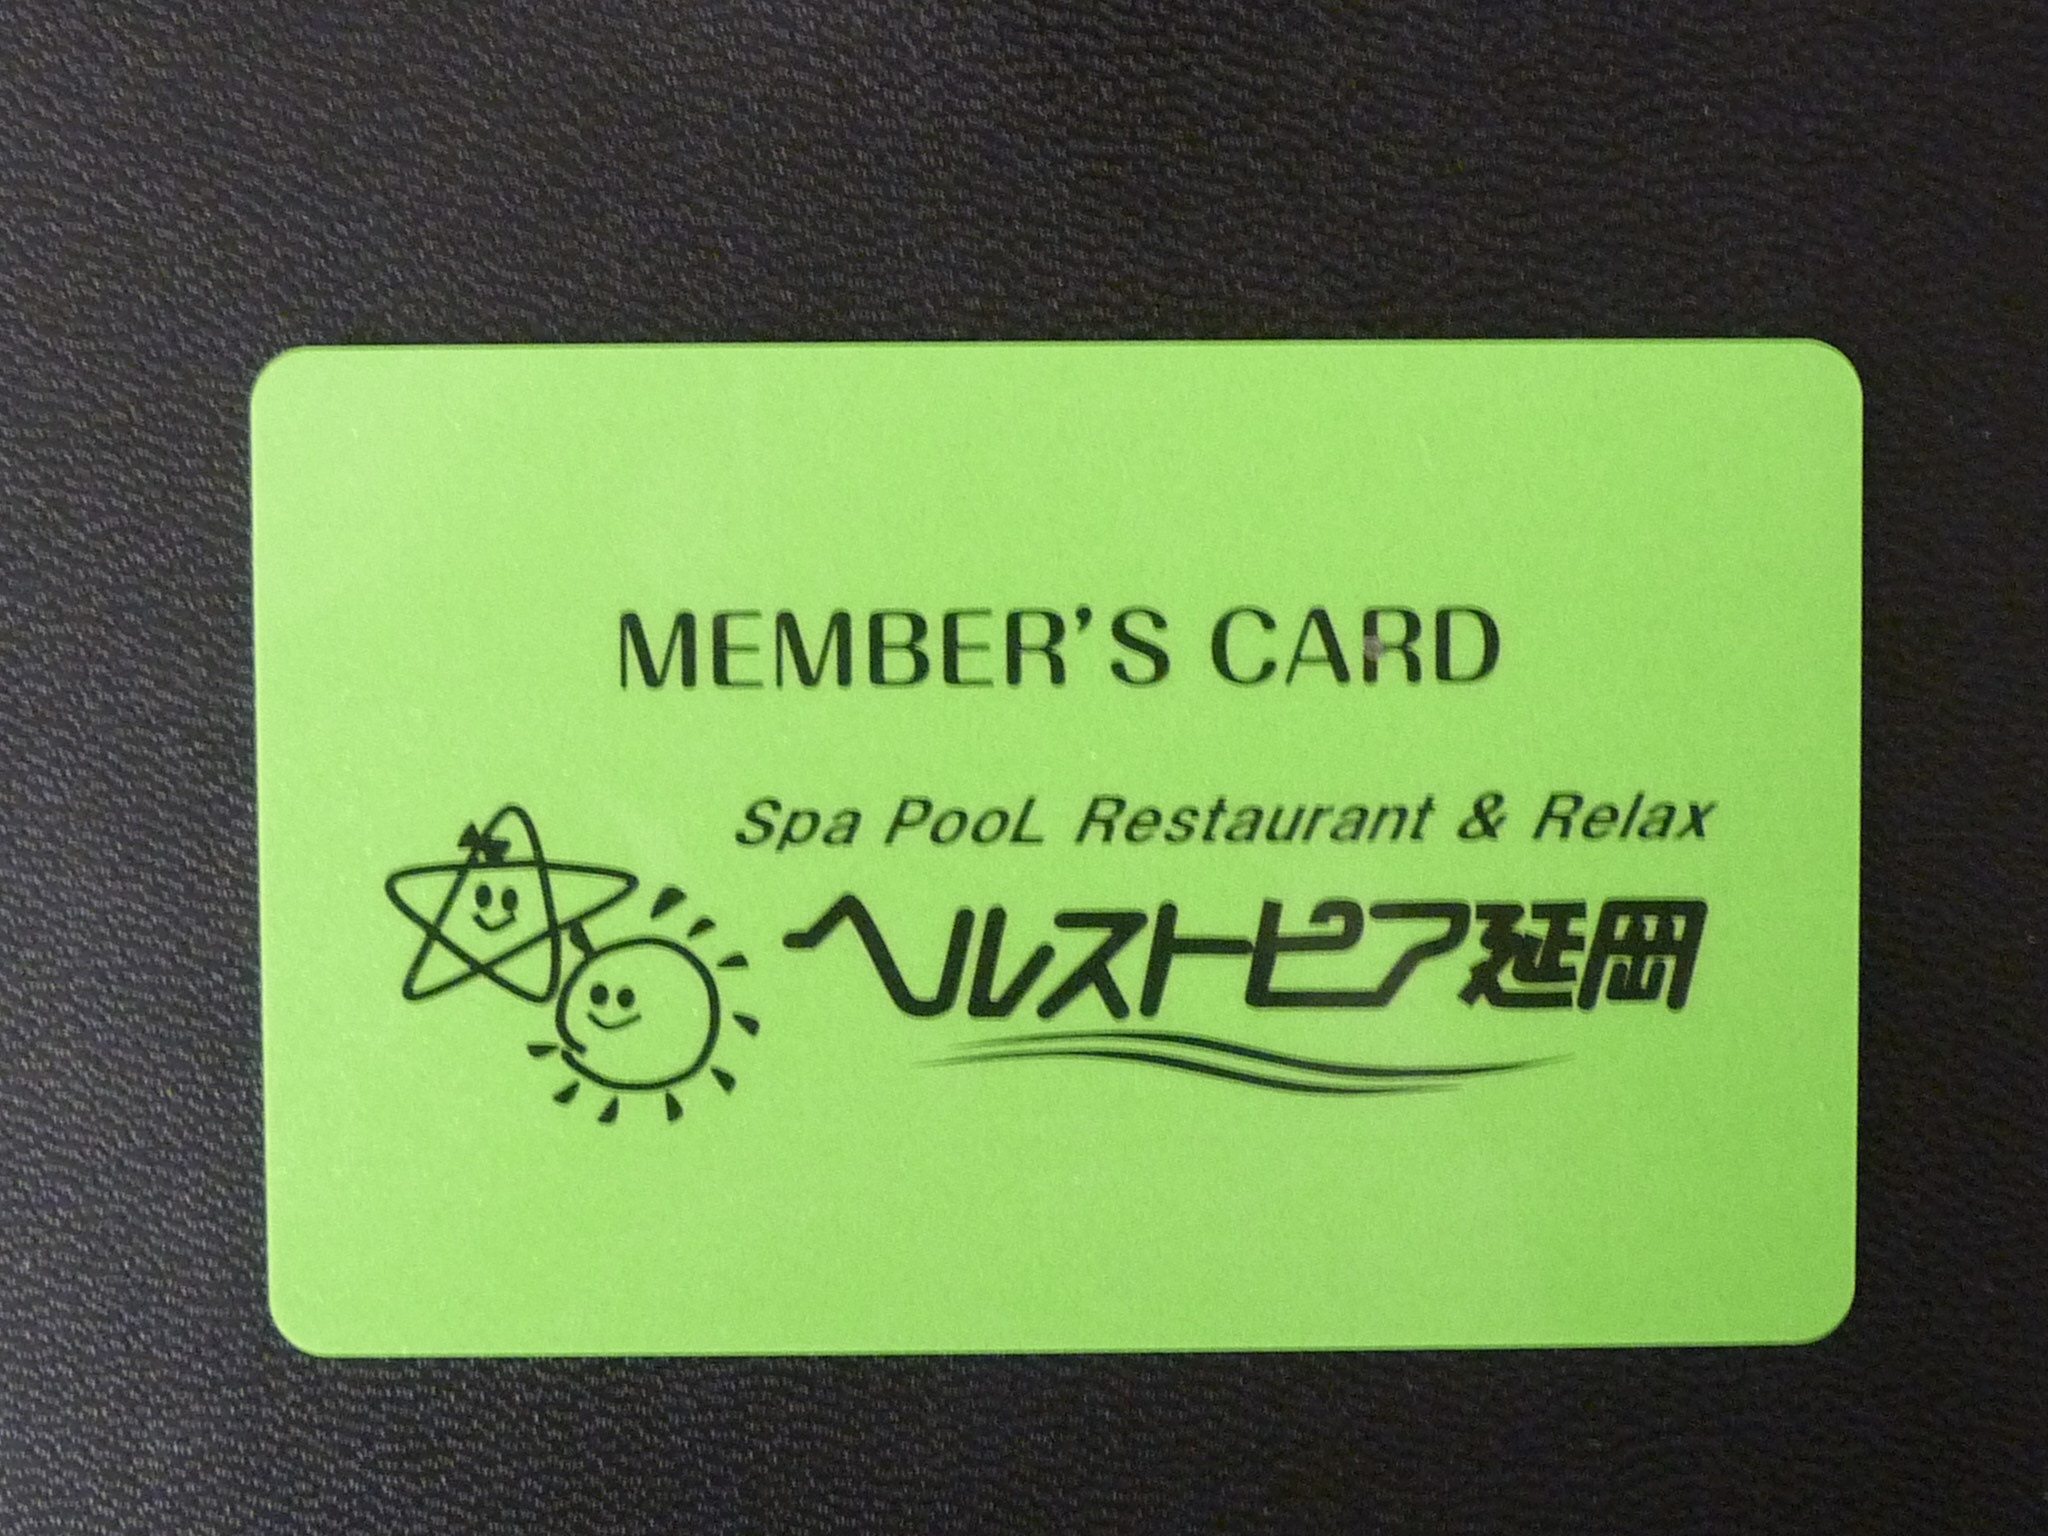 MEMBER'S CARD
Spa PooL Restaurant & Relax
ヘルストピア延岡